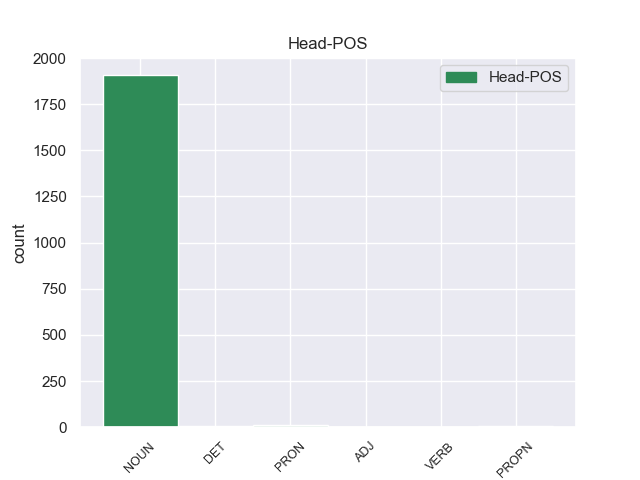 Head-POS
Head-POS
2000
1750
1500
1250
1000
750
500
250
0
count
NOUN
DET
PRON
ADJ
VERB
PROPN